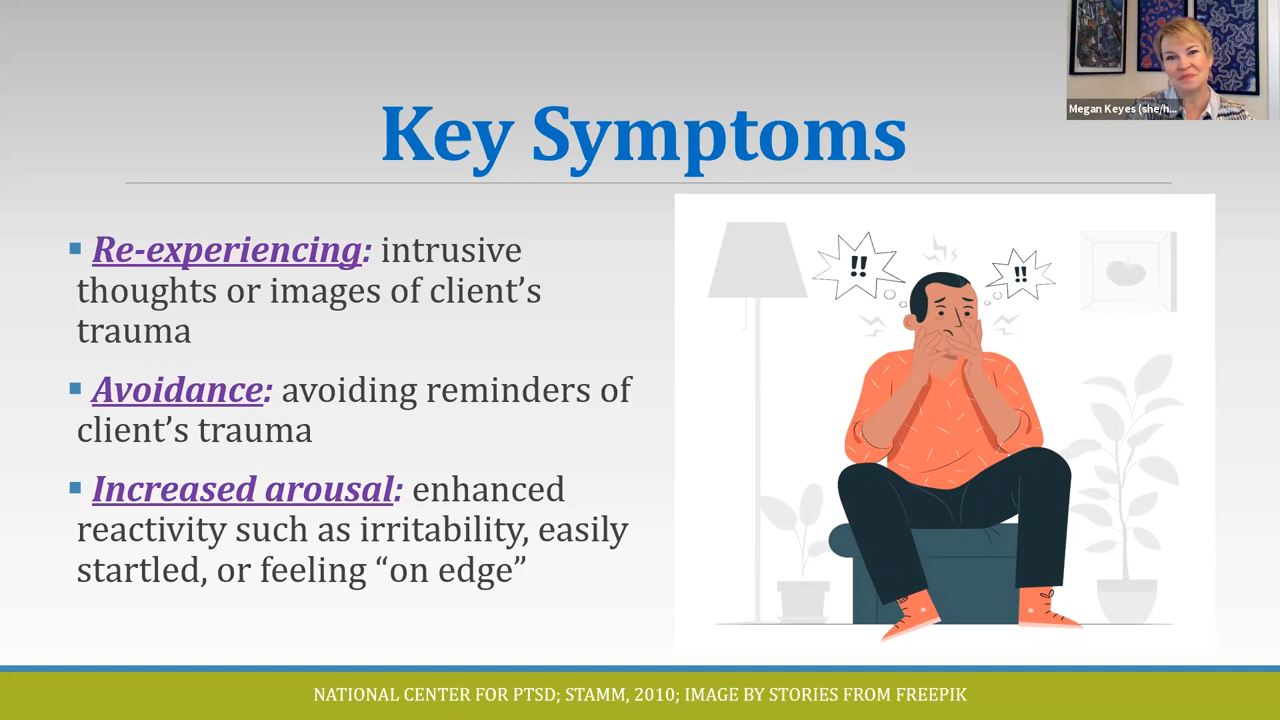 Megan Keyes (she/h...
Key Symptoms
▪ Re-experiencing: intrusive
thoughts or images of client’s
trauma
▪ Avoidance: avoiding reminders of
client’s trauma
▪ Increased arousal: enhanced
reactivity such as irritability, easily
startled, or feeling “on edge”
!!
!!
NATIONAL CENTER FOR PTSD; STAMM, 2010; IMAGE BY STORIES FROM FREEPIK